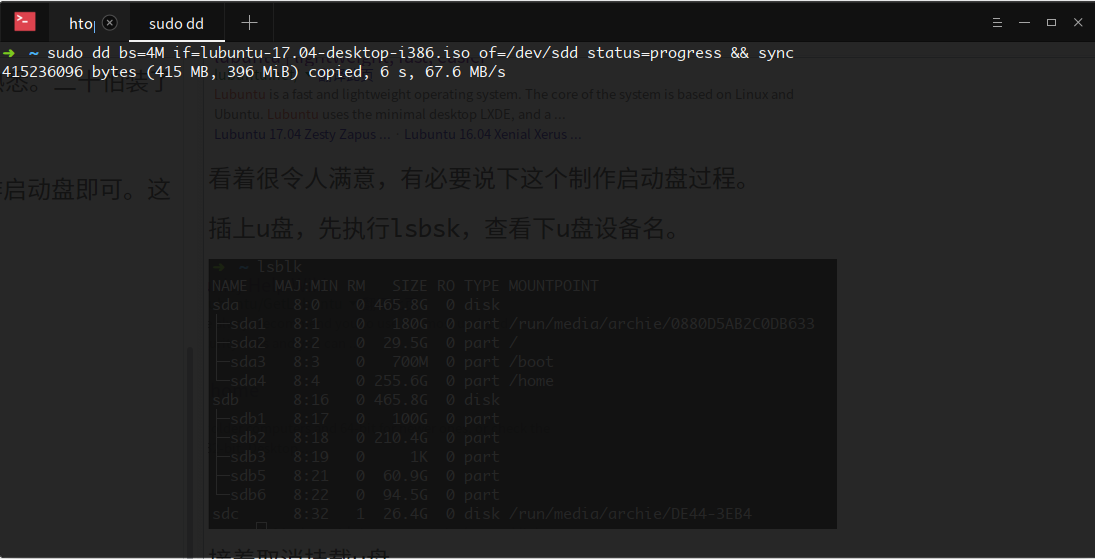 htop
sudo dd
➜ ~ sudo dd bs=4M if=lubuntu-17.04-desktop-i386.iso of=/dev/sdd status=progress && sync
415236096 bytes (415 MB, 396 MiB) copied, 6 s, 67.6 MB/s
Lubuntu is a fast and lightweight operating system. The core of the system is based on Linux and
Ubuntu. Lubuntu uses the minimal desktop LXDE, and a ...
Lubuntu 17.04 Zesty Zapus ... · Lubuntu 16.04 Xenial Xerus ...
启动盘即可。这
看着很令人满意，有必要说下这个制作启动盘过程。
插上u盘，先执行lsbsk，查看下u盘设备名。
➜ ~ lsblk
NAME MAJ:MIN RM SIZE RO TYPE MOUNTPOINT
sda 8:0 0 465.8G 0 disk
├─sda1 8:1 0 180G 0 part /run/media/archie/0880D5AB2C0DB633
├─sda2 8:2 0 29.5G 0 part /
├─sda3 8:3 0 700M 0 part /boot
└─sda4 8:4 0 255.6G 0 part /home
sdb 8:16 0 465.8G 0 disk
├─sdb1 8:17 0 100G 0 part
├─sdb2 8:18 0 210.4G 0 part
├─sdb3 8:19 0 1K 0 part
├─sdb5 8:21 0 60.9G 0 part
└─sdb6 8:22 0 94.5G 0 part
sdc 8:32 1 26.4G 0 disk /run/media/archie/DE44-3EB4
接着取消挂载u盘